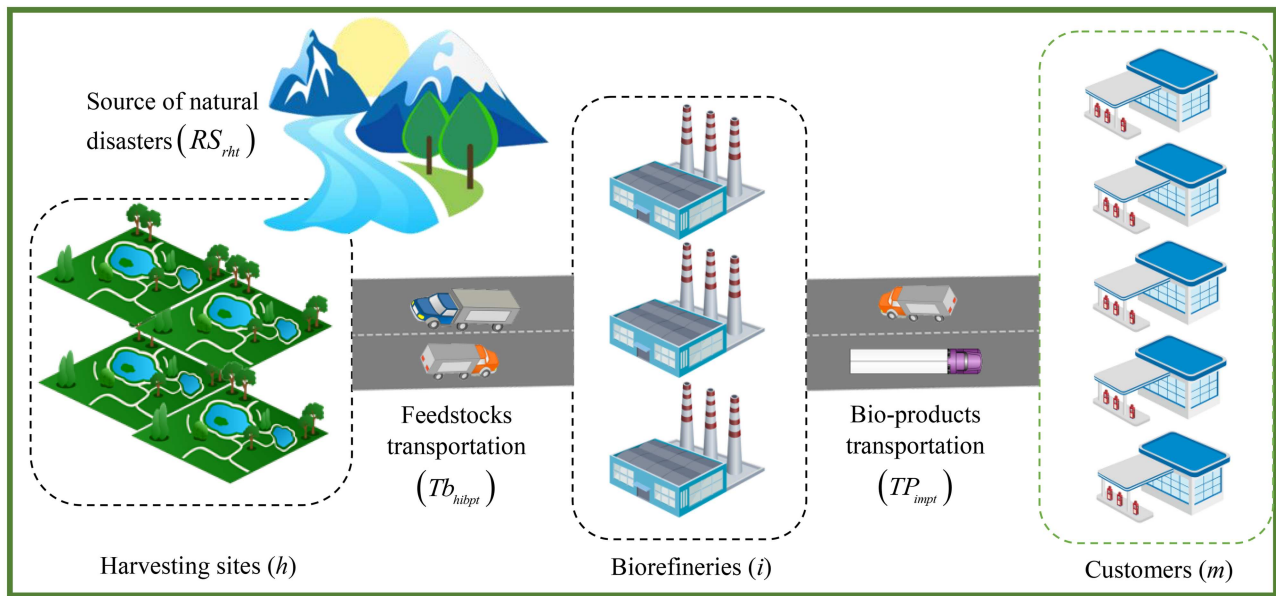 Source of natural
disasters (RS_rht)
Feedstocks
transportation
(Tb_hibpt)
Bio-products
transportation
(TP_impt)
Harvesting sites (h)
Biorefineries (i)
Customers (m)